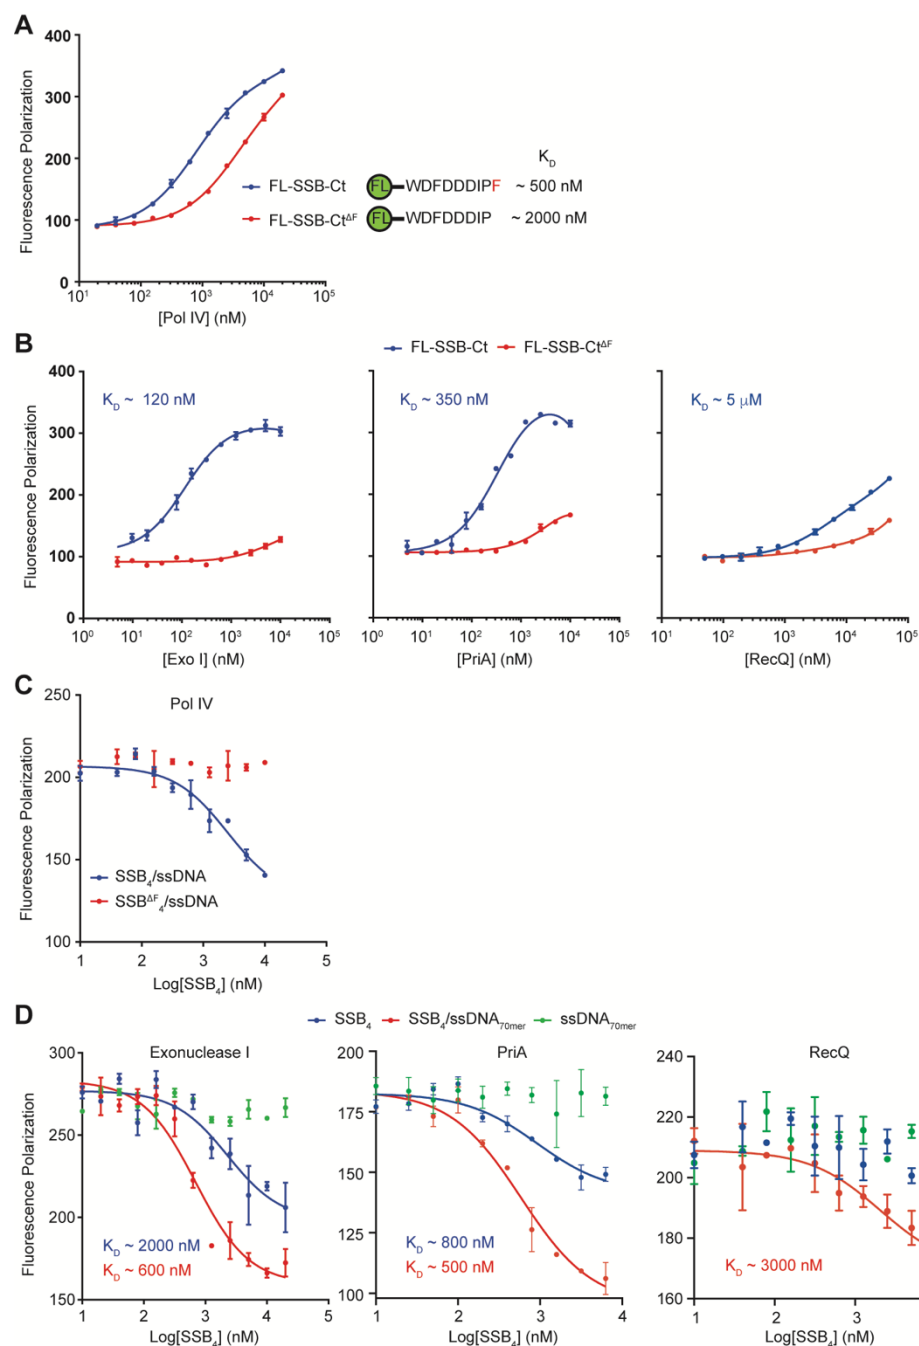 A
400
300
200
100
0
Fluorescence Polarization
10¹ 10² 10³ 10⁴ 10⁵
[Pol IV] (nM)
K_D
FL-SSB-Ct FL WDFDDDIPF ~ 500 nM
FL-SSB-Ct^ΔF FL WDFDDDIP ~ 2000 nM
B
FL-SSB-Ct FL-SSB-Ct^ΔF
400
300
200
100
0
Fluorescence Polarization
K_D ~ 120 nM
K_D ~ 350 nM
K_D ~ 5 μM
10⁰ 10¹ 10² 10³ 10⁴ 10⁵
[Exo I] (nM)
10⁰ 10¹ 10² 10³ 10⁴ 10⁵
[PriA] (nM)
10¹ 10² 10³ 10⁴ 10⁵
[RecQ] (nM)
C
Pol IV
250
200
150
100
Fluorescence Polarization
SSB₄/ssDNA
SSB^ΔF₄/ssDNA
1 2 3 4 5
Log[SSB₄] (nM)
D
SSB₄ SSB₄/ssDNA₇₀mer ssDNA₇₀mer
Exonuclease I
300
250
200
150
Fluorescence Polarization
K_D ~ 2000 nM
K_D ~ 600 nM
1 2 3 4 5
Log[SSB₄] (nM)
PriA
200
175
150
125
100
K_D ~ 800 nM
K_D ~ 500 nM
1 2 3 4
Log[SSB₄] (nM)
RecQ
240
220
200
180
160
K_D ~ 3000 nM
1 2 3
Log[SSB₄] (nM)